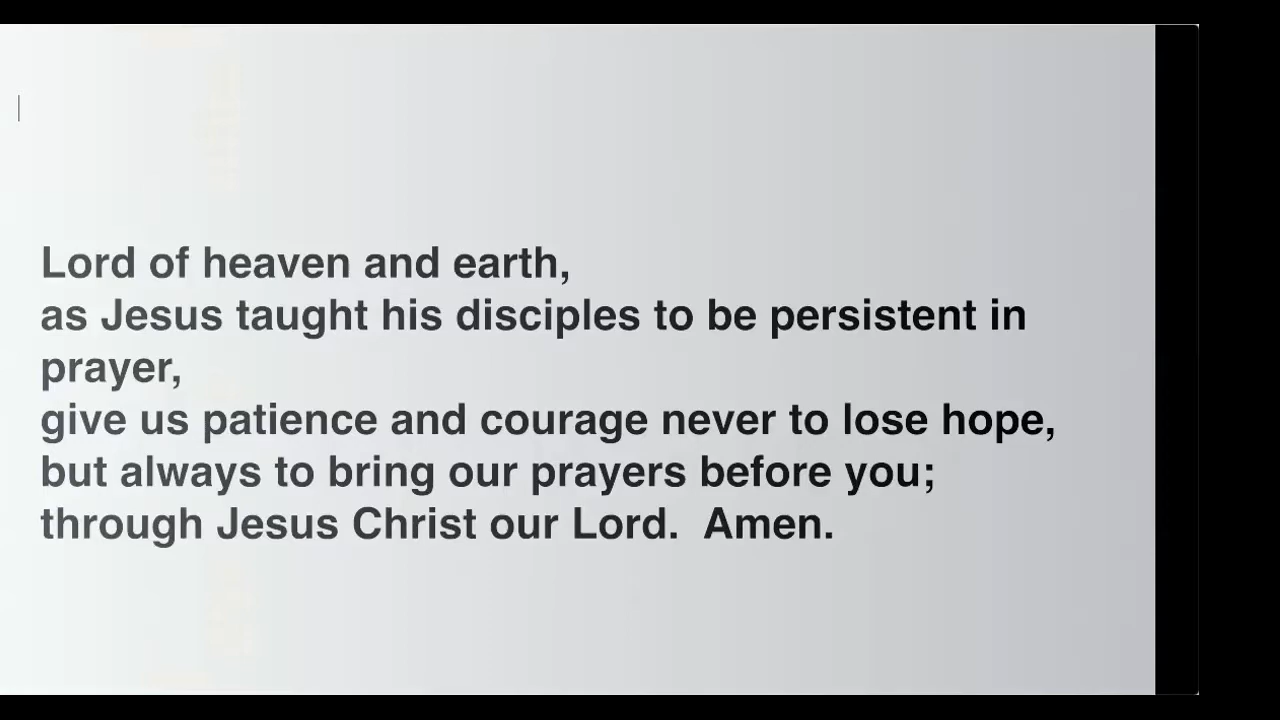 Lord of heaven and earth,
as Jesus taught his disciples to be persistent in
prayer,
give us patience and courage never to lose hope,
but always to bring our prayers before you;
through Jesus Christ our Lord.  Amen.